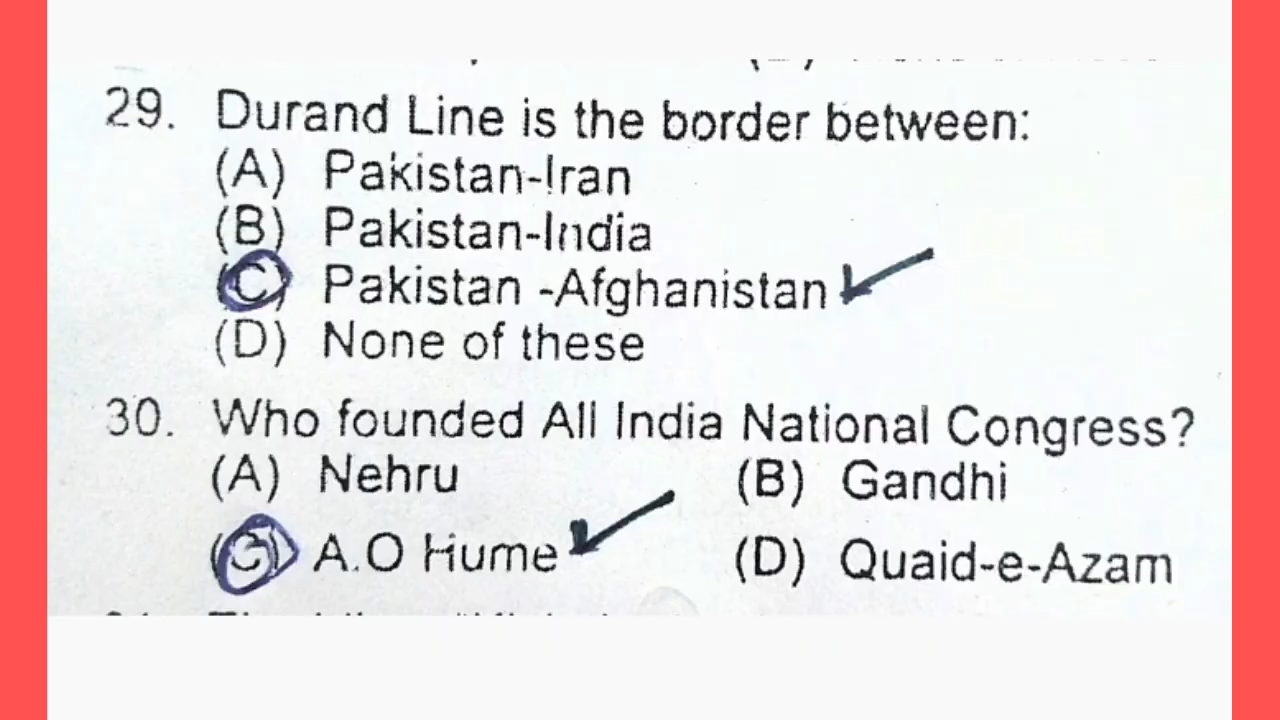 29. Durand Line is the border between:
(A) Pakistan-Iran
(B) Pakistan-India
(C) Pakistan -Afghanistan
(D) None of these
30. Who founded All India National Congress?
(A) Nehru (B) Gandhi
(C) A.O Hume (D) Quaid-e-Azam